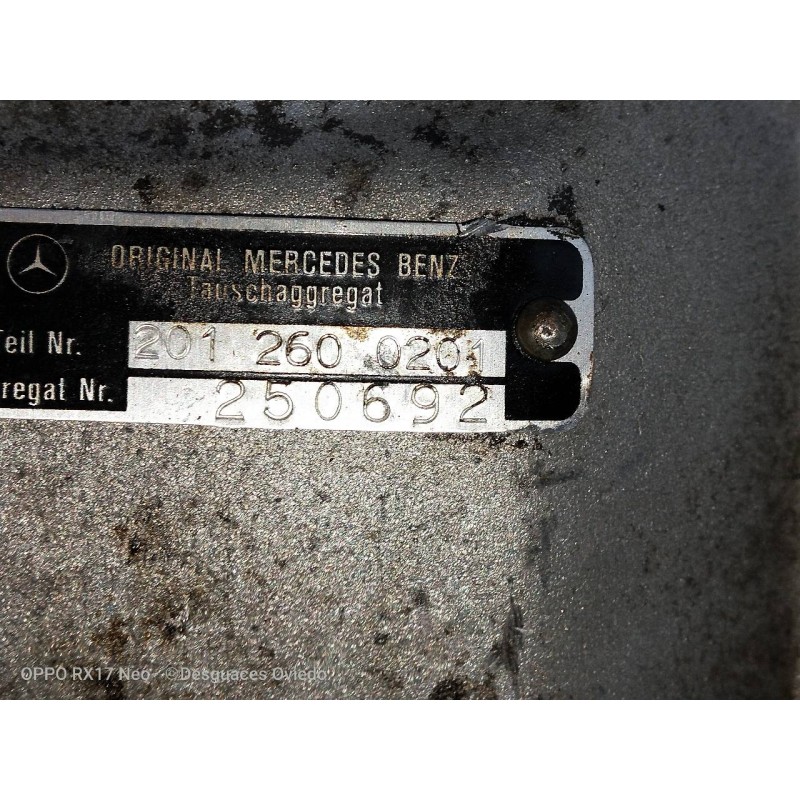 ORIGINAL MERCEDES BENZ
Tauschaggregat
Teil Nr. 201 260 0201
regat Nr. 250692
OPPO RX17 Neo ©Desguaces Oviedo